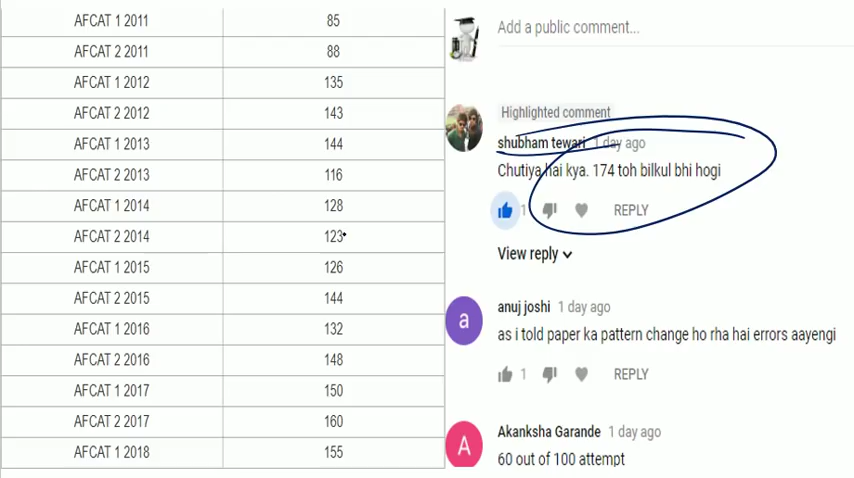 AFCAT 1 2011 85
AFCAT 2 2011 88
AFCAT 1 2012 135
AFCAT 2 2012 143
AFCAT 1 2013 144
AFCAT 2 2013 116
AFCAT 1 2014 128
AFCAT 2 2014 123
AFCAT 1 2015 126
AFCAT 2 2015 144
AFCAT 1 2016 132
AFCAT 2 2016 148
AFCAT 1 2017 150
AFCAT 2 2017 160
AFCAT 1 2018 155
Add a public comment...
Highlighted comment
shubham tewari 1 day ago
Chutiya hai kya. 174 toh bilkul bhi hogi
1 REPLY
View reply
a
anuj joshi 1 day ago
as i told paper ka pattern change ho rha hai errors aayengi
1 REPLY
A
Akanksha Garande 1 day ago
60 out of 100 attempt